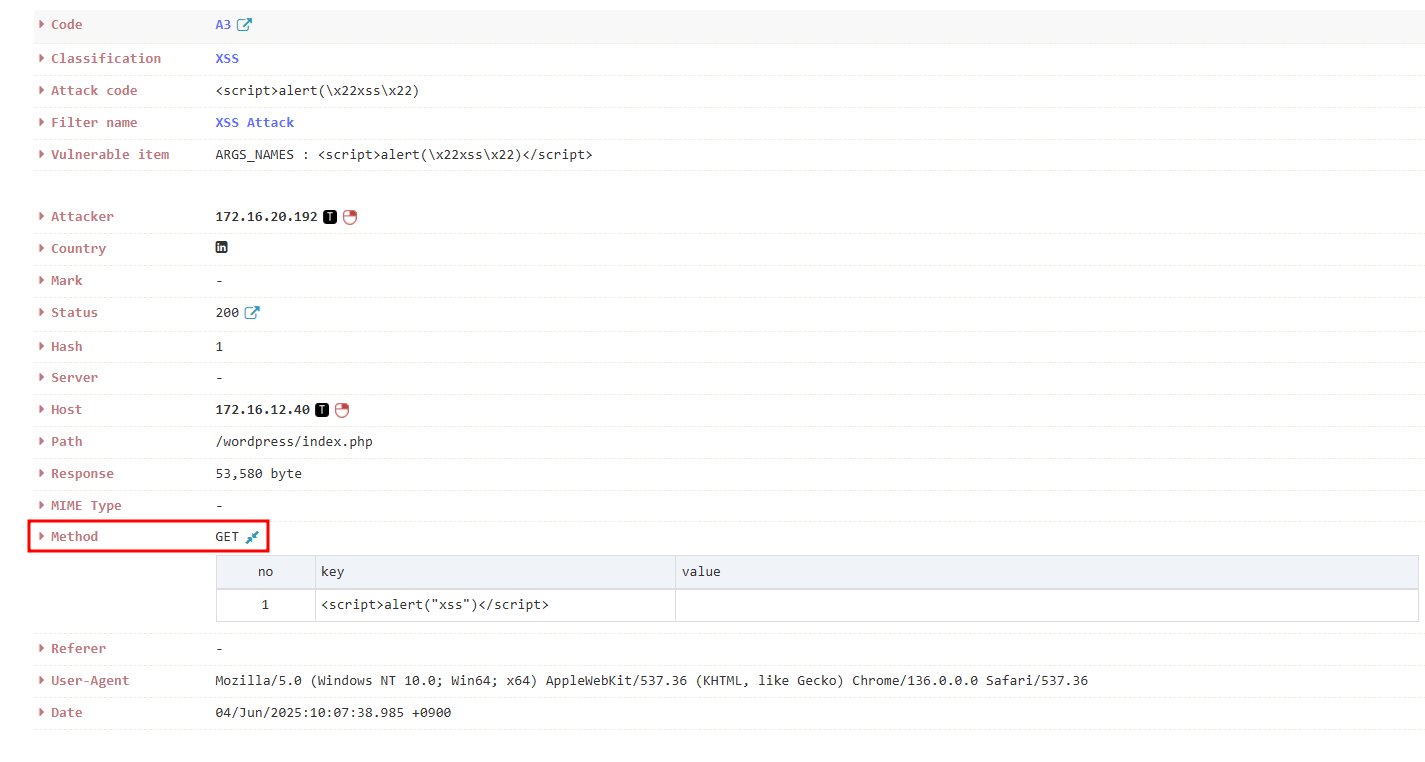 Code A3
Classification XSS
Attack code <script>alert(\x22xss\x22)
Filter name XSS Attack
Vulnerable item ARGS_NAMES : <script>alert(\x22xss\x22)</script>
Attacker 172.16.20.192 T
Country in
Mark -
Status 200
Hash 1
Server -
Host 172.16.12.40 T
Path /wordpress/index.php
Response 53,580 byte
MIME Type -
Method GET
no key value
1 <script>alert("xss")</script>
Referer -
User-Agent Mozilla/5.0 (Windows NT 10.0; Win64; x64) AppleWebKit/537.36 (KHTML, like Gecko) Chrome/136.0.0.0 Safari/537.36
Date 04/Jun/2025:10:07:38.985 +0900